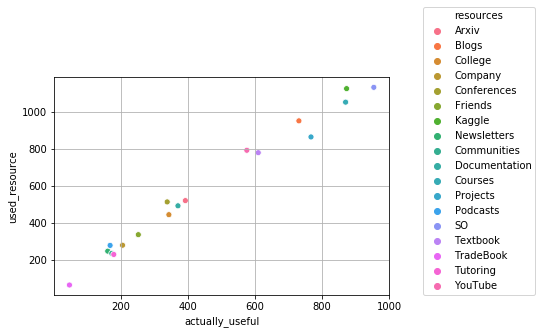 resources
Arxiv
Blogs
College
Company
Conferences
Friends
Kaggle
Newsletters
Communities
Documentation
Courses
Projects
Podcasts
SO
Textbook
TradeBook
Tutoring
YouTube
1000
800
600
400
200
used_resource
200 400 600 800 1000
actually_useful